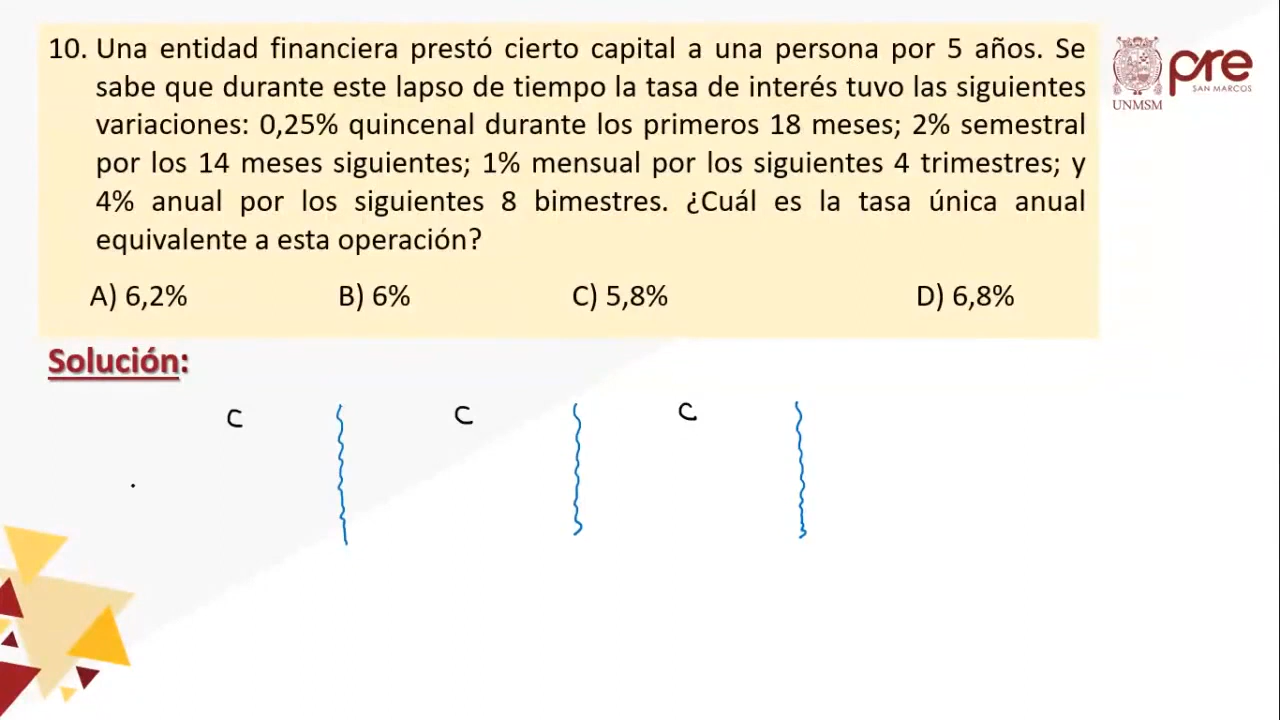 10. Una entidad financiera prestó cierto capital a una persona por 5 años. Se
sabe que durante este lapso de tiempo la tasa de interés tuvo las siguientes
variaciones: 0,25% quincenal durante los primeros 18 meses; 2% semestral
por los 14 meses siguientes; 1% mensual por los siguientes 4 trimestres; y
4% anual por los siguientes 8 bimestres. ¿Cuál es la tasa única anual
equivalente a esta operación?
A) 6,2% B) 6% C) 5,8% D) 6,8%
pre
SAN MARCOS
UNMSM
Solución:
C C C